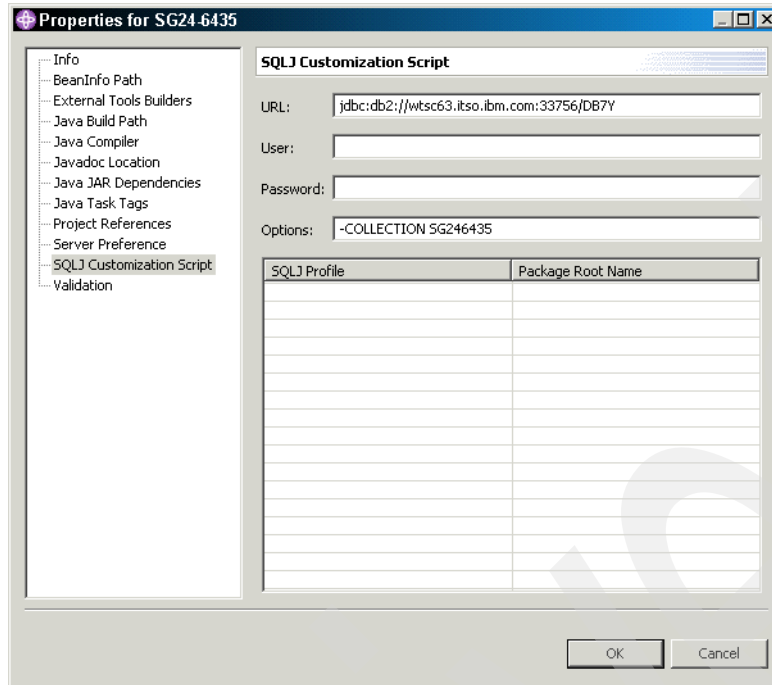 Properties for SG24-6435
Info
BeanInfo Path
External Tools Builders
Java Build Path
Java Compiler
Javadoc Location
Java JAR Dependencies
Java Task Tags
Project References
Server Preference
SQLJ Customization Script
Validation
SQLJ Customization Script
URL: jdbc:db2://wtsc63.itso.ibm.com:33756/DB7Y
User:
Password:
Options: -COLLECTION SG246435
SQLJ Profile Package Root Name
OK Cancel